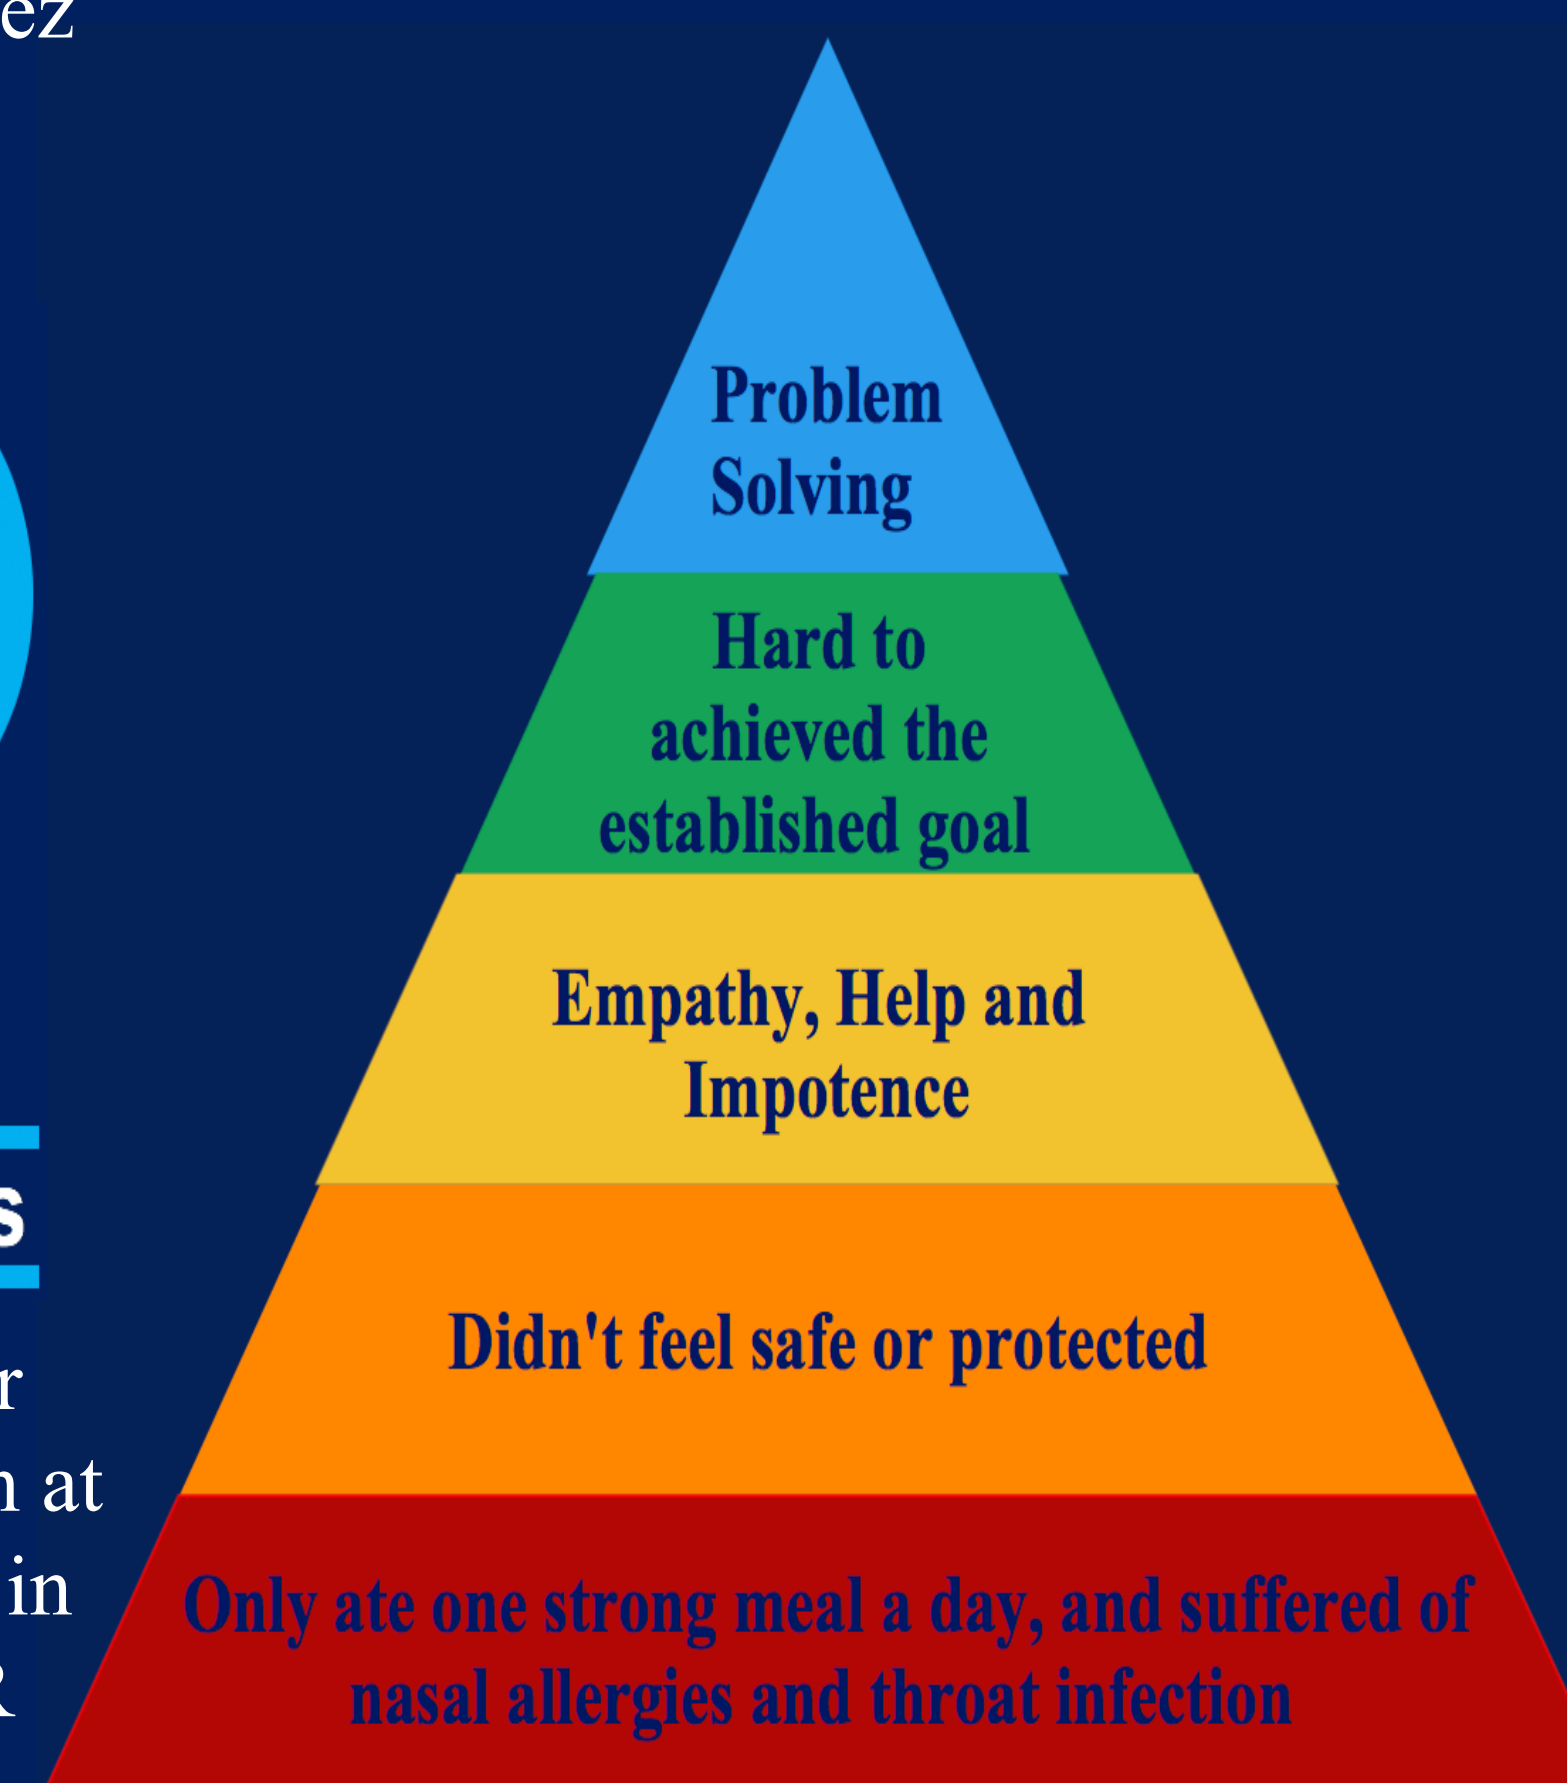 ez
Problem
Solving
Hard to
achieved the
established goal
Empathy, Help and
Impotence
s
Didn't feel safe or protected
r
at
in
Only ate one strong meal a day, and suffered of
nasal allergies and throat infection